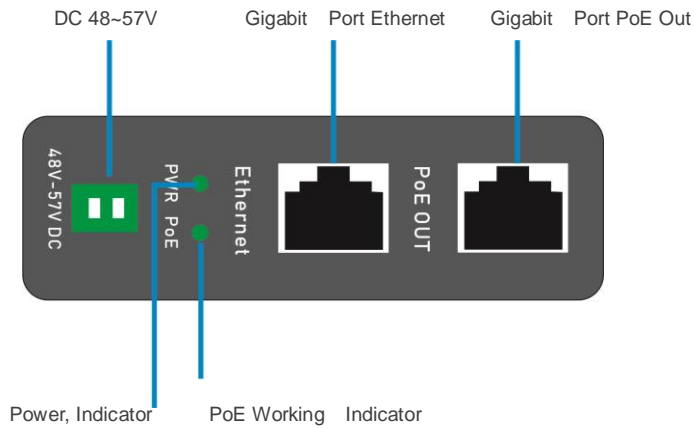 DC 48~57V
Gigabit Port Ethernet
Gigabit Port PoE Out
48V-57V DC
PWR PoE
Ethernet
PoE OUT
Power, Indicator
PoE Working Indicator